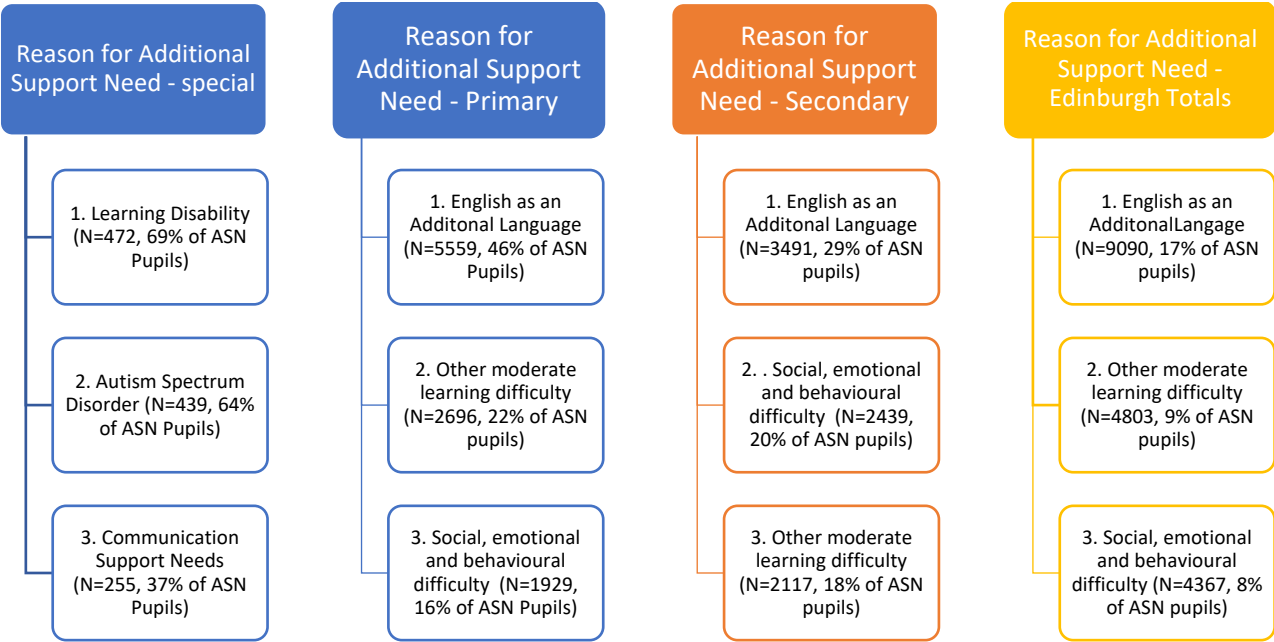 Reason for Additional
Support Need - special
1. Learning Disability
(N=472, 69% of ASN
Pupils)
2. Autism Spectrum
Disorder (N=439, 64%
of ASN Pupils)
3. Communication
Support Needs
(N=255, 37% of ASN
Pupils)
Reason for
Additional Support
Need - Primary
1. English as an
Additonal Language
(N=5559, 46% of ASN
Pupils)
2. Other moderate
learning difficulty
(N=2696, 22% of ASN
pupils)
3. Social, emotional
and behavioural
difficulty (N=1929,
16% of ASN Pupils)
Reason for
Additional Support
Need - Secondary
1. English as an
Additonal Language
(N=3491, 29% of ASN
pupils)
2. . Social, emotional
and behavioural
difficulty (N=2439,
20% of ASN pupils)
3. Other moderate
learning difficulty
(N=2117, 18% of ASN
pupils)
Reason for Additional
Support Need -
Edinburgh Totals
1. English as an
AdditonalLangage
(N=9090, 17% of ASN
pupils)
2. Other moderate
learning difficulty
(N=4803, 9% of ASN
pupils)
3. Social, emotional
and behavioural
difficulty (N=4367, 8%
of ASN pupils)